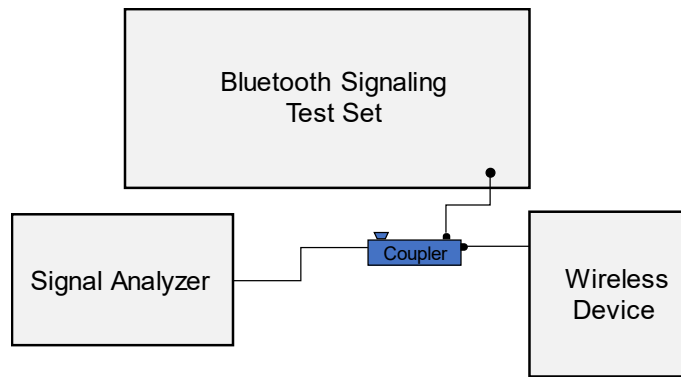 Bluetooth Signaling
Test Set
Signal Analyzer
Coupler
Wireless
Device